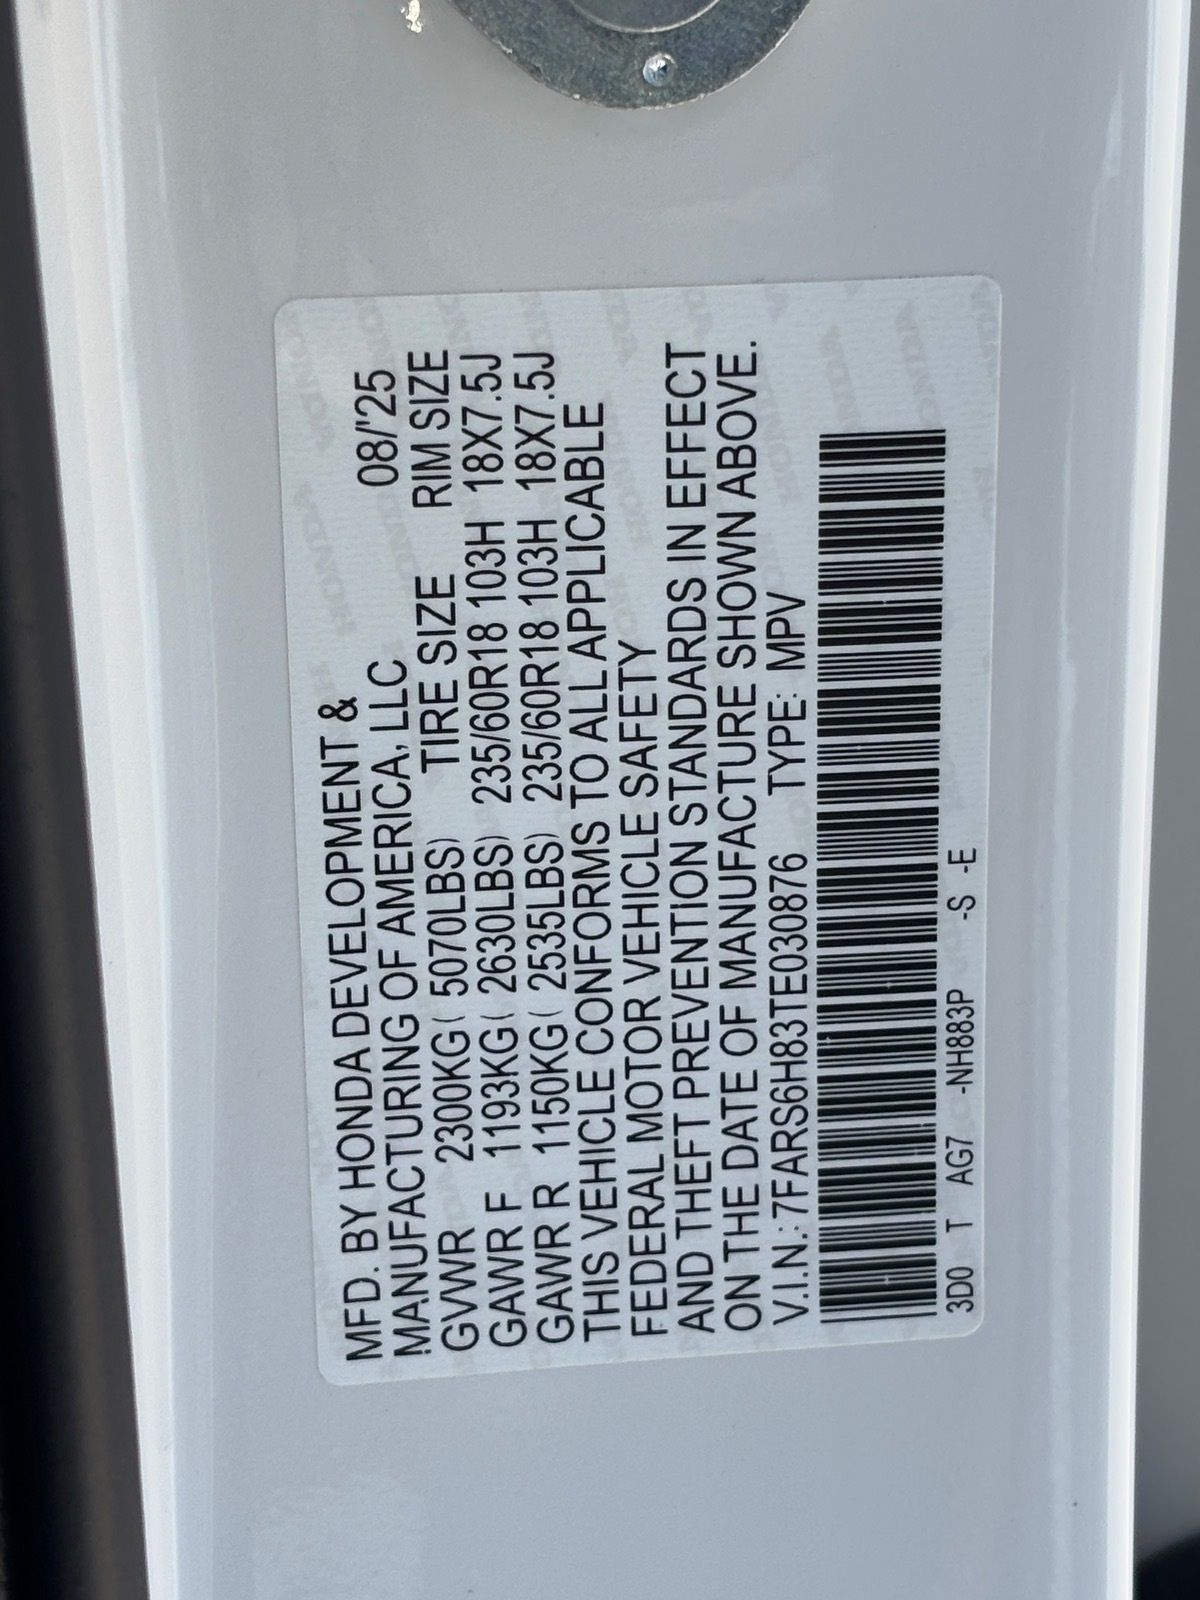 MFD. BY HONDA DEVELOPMENT &
MANUFACTURING OF AMERICA, LLC 08/'25
GVWR 2300KG( 5070LBS) TIRE SIZE RIM SIZE
GAWR F 1193KG( 2630LBS) 235/60R18 103H 18X7.5J
GAWR R 1150KG( 2535LBS) 235/60R18 103H 18X7.5J
THIS VEHICLE CONFORMS TO ALL APPLICABLE
FEDERAL MOTOR VEHICLE SAFETY
AND THEFT PREVENTION STANDARDS IN EFFECT
ON THE DATE OF MANUFACTURE SHOWN ABOVE.
V.I.N.:7FARS6H83TE030876 TYPE: MPV
3D0 T AG7 -NH883P -S -E